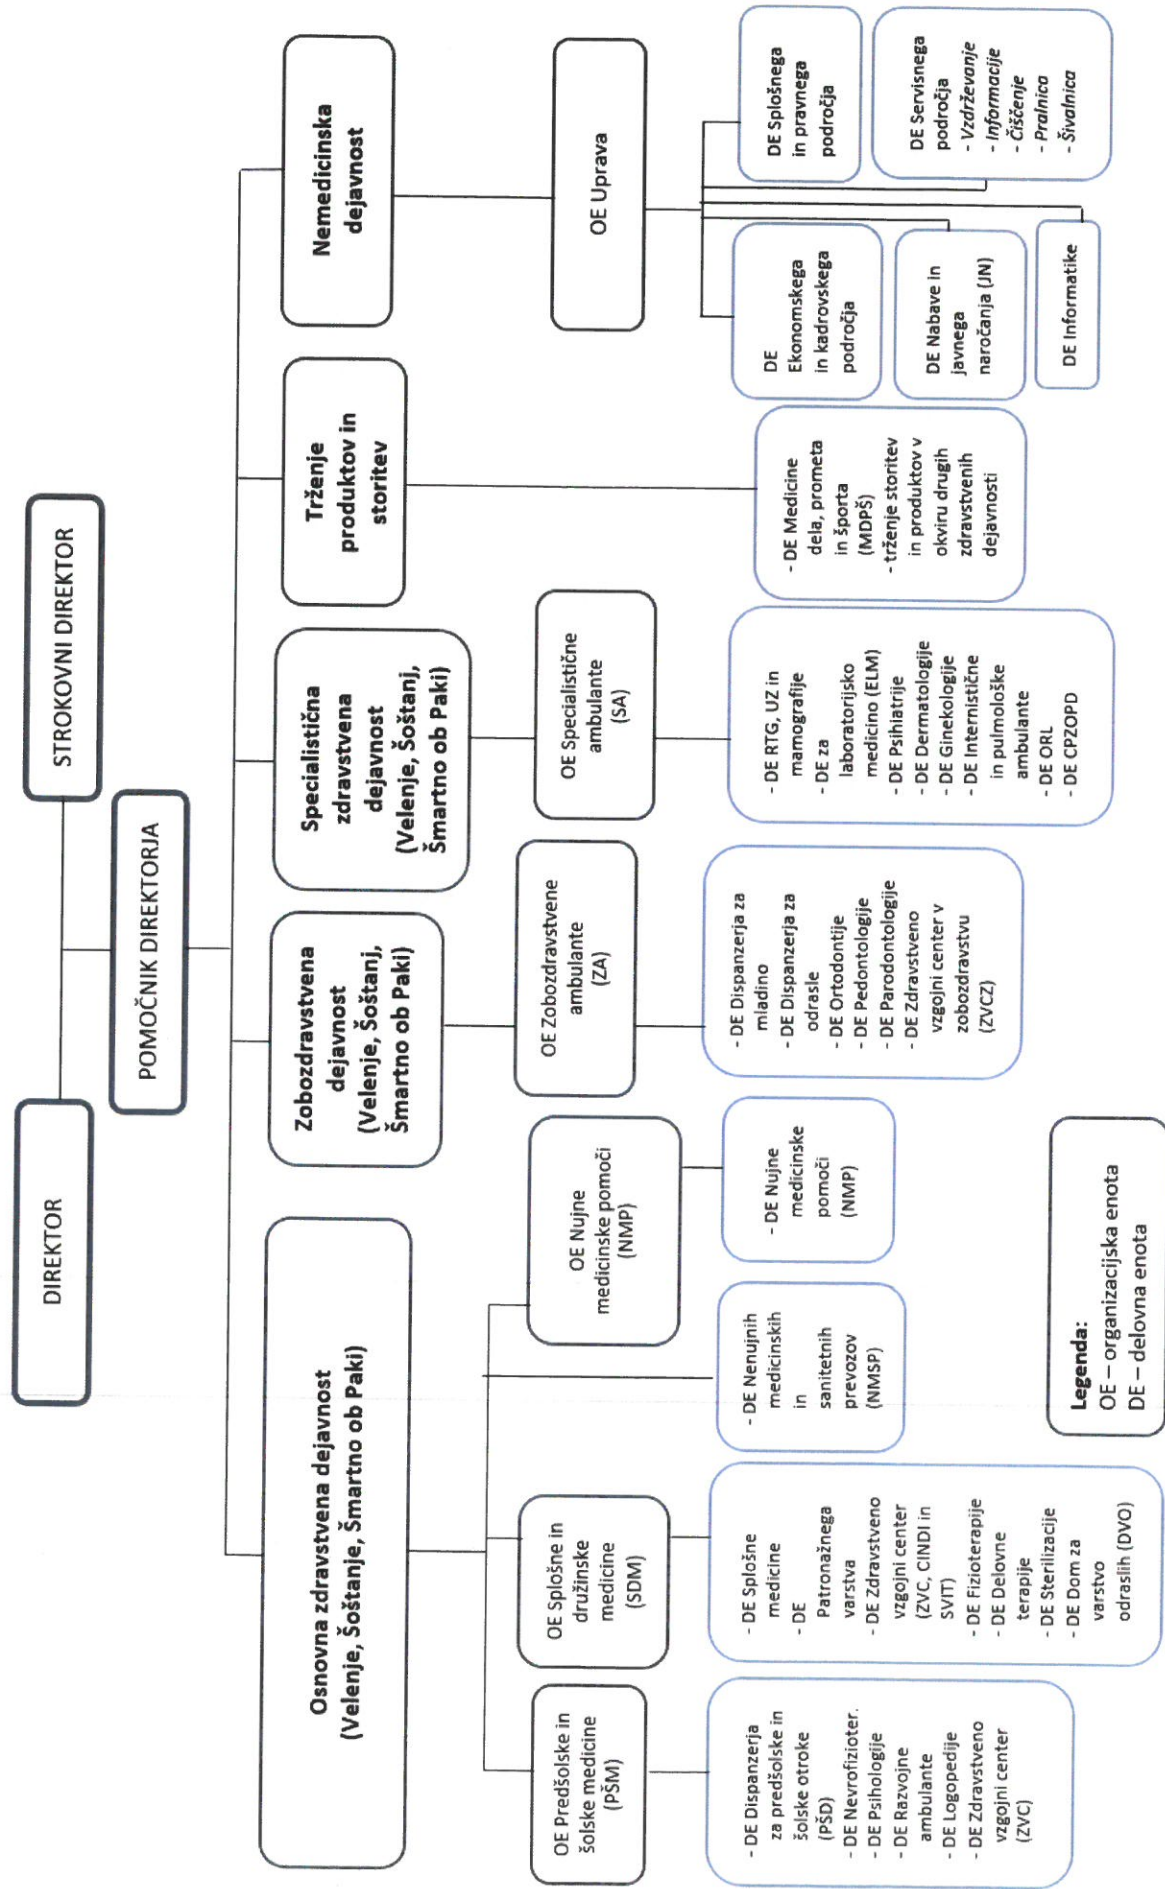 DIREKTOR
STROKOVNI DIREKTOR
POMOČNIK DIREKTORJA
Osnovna zdravstvena dejavnost
(Velenje, Šoštanje, Šmartno ob Paki)
Zobozdravstvena
dejavnost
(Velenje, Šoštanj,
Šmartno ob Paki)
Specialistična
zdravstvena
dejavnost
(Velenje, Šoštanj,
Šmartno ob Paki)
Trženje
produktov in
storitev
Nemedicinska
dejavnost
OE Predšolske in
šolske medicine
(PŠM)
OE Splošne in
družinske
medicine
(SDM)
OE Nujne
medicinske pomoči
(NMP)
OE Zobozdravstvene
ambulante
(ZA)
OE Specialistične
ambulante
(SA)
OE Uprava
- DE Dispanzerja
za predšolske in
šolske otroke
(PŠD)
- DE Nevrofizioter.
- DE Psihologije
- DE Razvojne
ambulante
- DE Logopedije
- DE Zdravstveno
vzgojni center
(ZVC)
- DE Splošne
medicine
- DE
Patronažnega
varstva
- DE Zdravstveno
vzgojni center
(ZVC, CINDI in
SVIT)
- DE Fizioterapije
- DE Delovne
terapije
- DE Sterilizacije
- DE Dom za
varstvo
odraslih (DVO)
- DE Nenujnih
medicinskih
in
sanitetnih
prevozov
(NMSP)
- DE Nujne
medicinske
pomoči
(NMP)
- DE Dispanzerja za
mladino
- DE Dispanzerja za
odrasle
- DE Ortodontije
- DE Pedontologije
- DE Parodontologije
- DE Zdravstveno
vzgojni center v
zobozdravstvu
(ZVCZ)
- DE RTG, UZ in
mamografije
- DE za
laboratorijsko
medicino (ELM)
- DE Psihiatrije
- DE Dermatologije
- DE Ginekologije
- DE Internistične
in pulmološke
ambulante
- DE ORL
- DE CPZOPD
- DE Medicine
dela, prometa
in športa
(MDPŠ)
- trženje storitev
in produktov v
okviru drugih
zdravstvenih
dejavnosti
DE
Ekonomskega
in kadrovskega
področja
DE Splošnega
in pravnega
področja
DE Nabave in
javnega
naročanja (JN)
DE Servisnega
področja
- Vzdrževanje
- Informacije
- Čiščenje
- Pralnica
- Šivalnica
DE Informatike
Legenda:
OE – organizacijska enota
DE – delovna enota